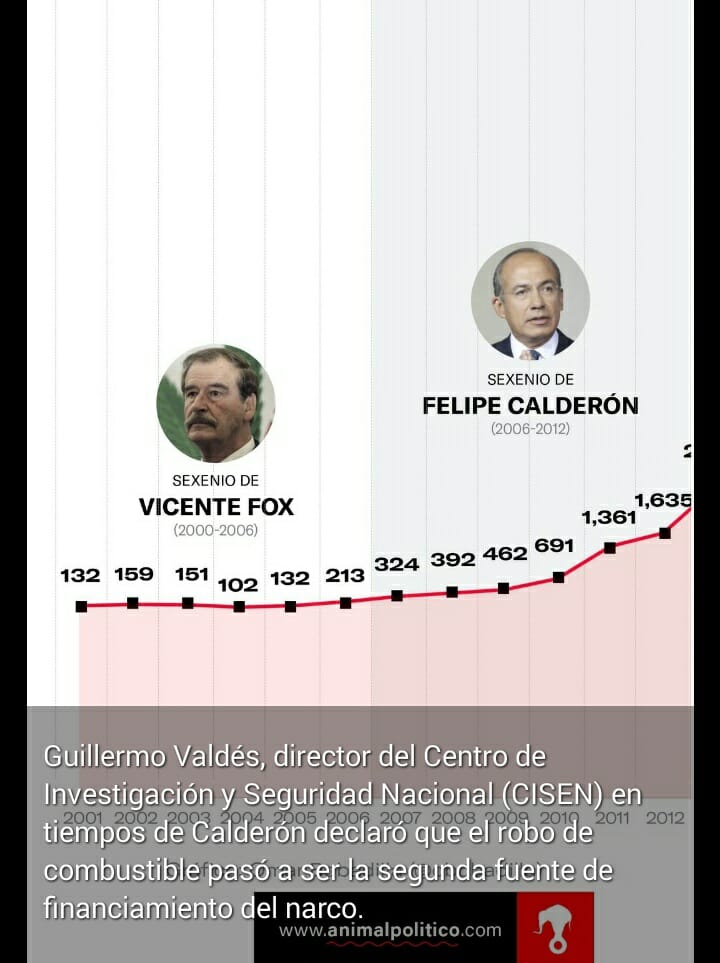 SEXENIO DE
FELIPE CALDERÓN
(2006-2012)
SEXENIO DE
VICENTE FOX
(2000-2006)
132 159 151 102 132 213 324 392 462 691 1,361 1,635
2001 2002 2003 2004 2005 2006 2007 2008 2009 2010 2011 2012
Guillermo Valdés, director del Centro de
Investigación y Seguridad Nacional (CISEN) en
tiempos de Calderón declaró que el robo de
combustible pasó a ser la segunda fuente de
financiamiento del narco.
www.animalpolitico.com